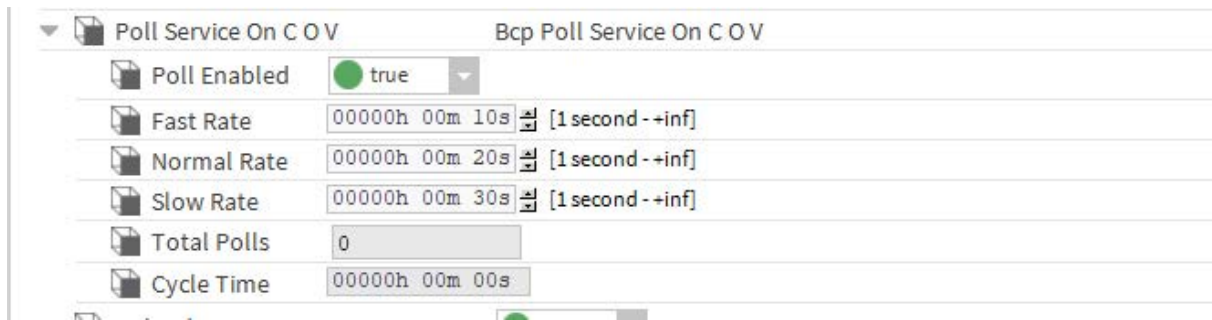 Poll Service On C O V Bcp Poll Service On C O V
Poll Enabled true
Fast Rate 00000h 00m 10s [1 second - +inf]
Normal Rate 00000h 00m 20s [1 second - +inf]
Slow Rate 00000h 00m 30s [1 second - +inf]
Total Polls 0
Cycle Time 00000h 00m 00s